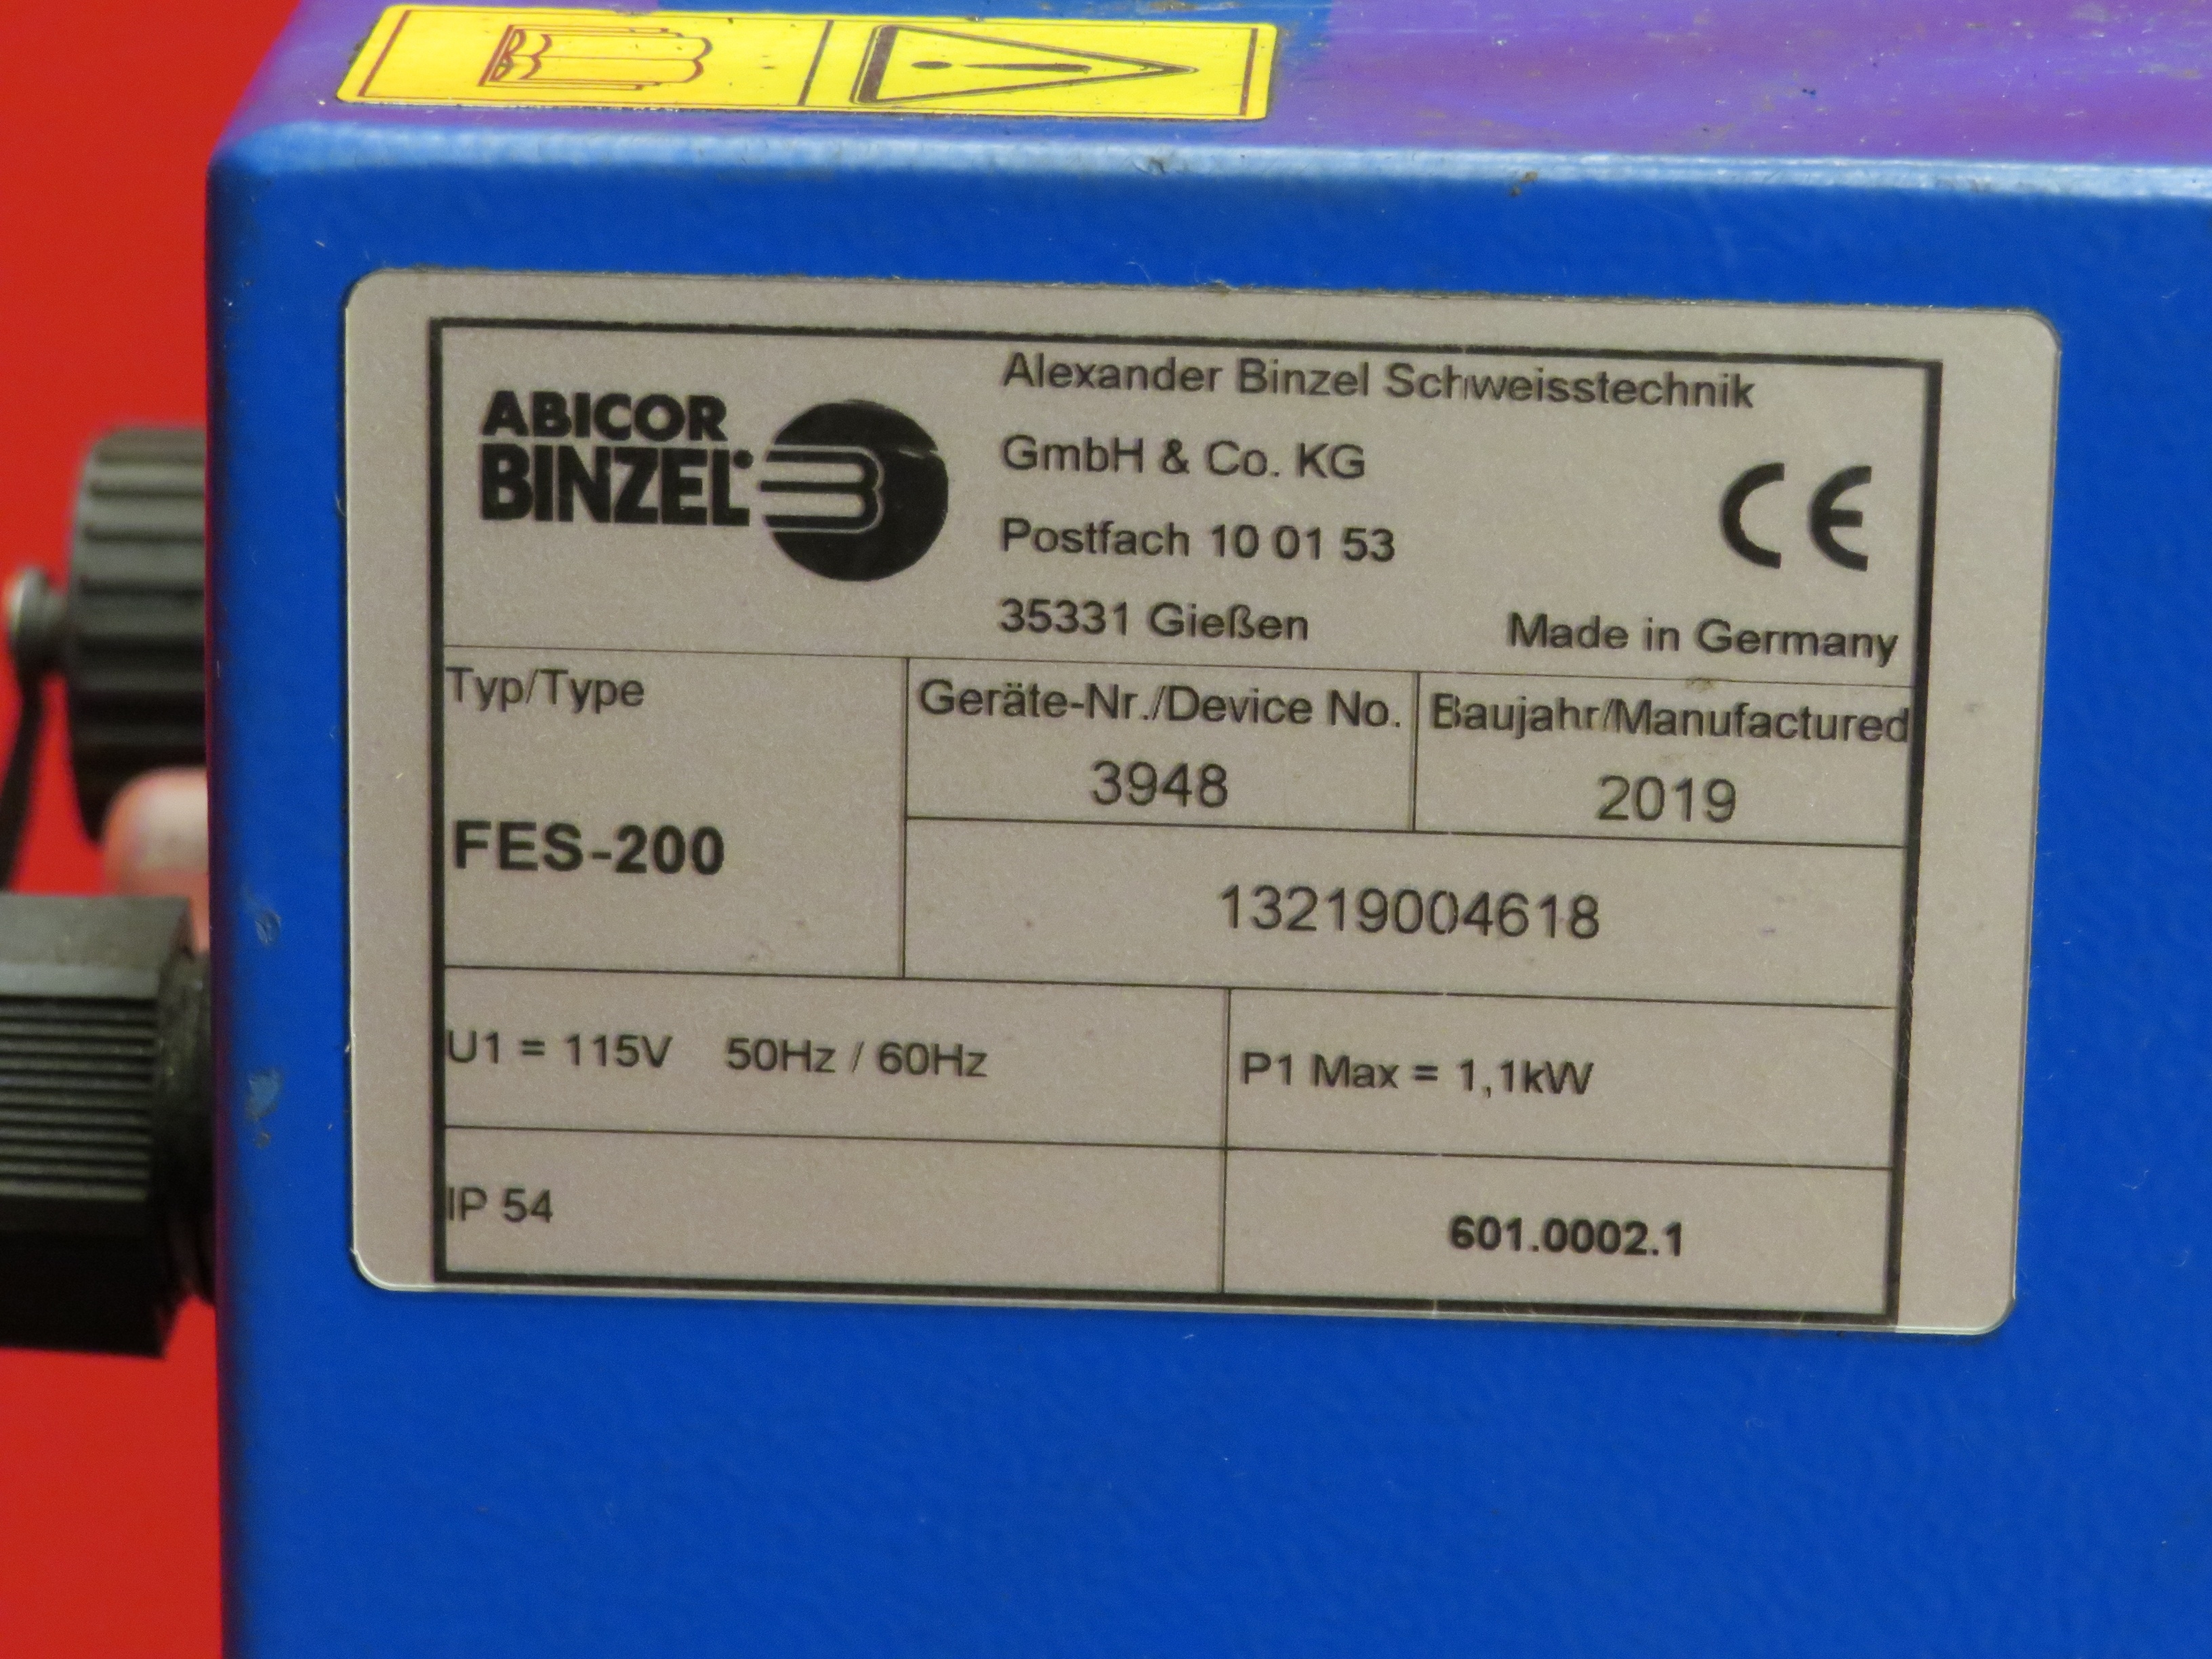 ABICOR
BINZEL
Alexander Binzel Schweisstechnik
GmbH & Co. KG
Postfach 10 01 53
35331 Gießen
CE
Made in Germany
Typ/Type
FES-200
Geräte-Nr./Device No.
3948
Baujahr/Manufactured
2019
13219004618
U1 = 115V 50Hz / 60Hz
P1 Max = 1,1kW
IP 54
601.0002.1